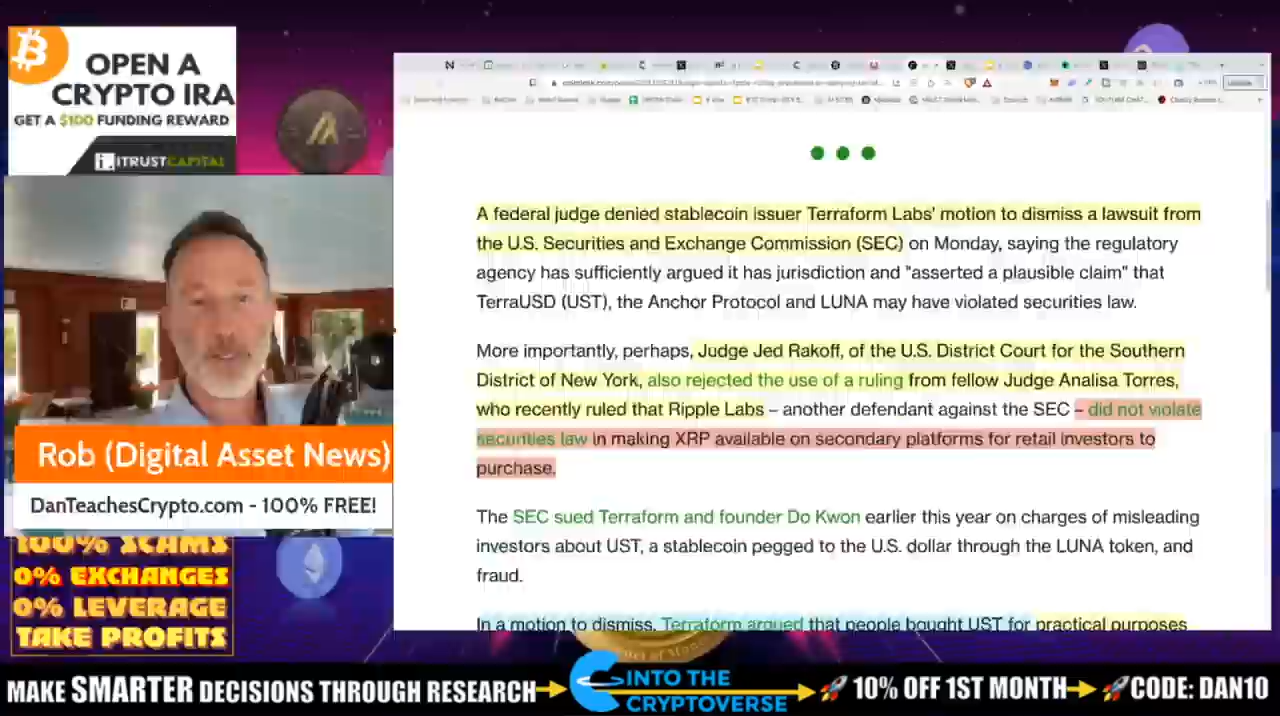 OPEN A
CRYPTO IRA
GET A $100 FUNDING REWARD
ITRUSTCAPITAL
Rob (Digital Asset News)
DanTeachesCrypto.com - 100% FREE!
100% SCAMS
0% EXCHANGES
0% LEVERAGE
TAKE PROFITS
A federal judge denied stablecoin issuer Terraform Labs' motion to dismiss a lawsuit from
the U.S. Securities and Exchange Commission (SEC) on Monday, saying the regulatory
agency has sufficiently argued it has jurisdiction and "asserted a plausible claim" that
TerraUSD (UST), the Anchor Protocol and LUNA may have violated securities law.
More importantly, perhaps, Judge Jed Rakoff, of the U.S. District Court for the Southern
District of New York, also rejected the use of a ruling from fellow Judge Analisa Torres,
who recently ruled that Ripple Labs – another defendant against the SEC – did not violate
securities law in making XRP available on secondary platforms for retail investors to
purchase.
The SEC sued Terraform and founder Do Kwon earlier this year on charges of misleading
investors about UST, a stablecoin pegged to the U.S. dollar through the LUNA token, and
fraud.
In a motion to dismiss, Terraform argued that people bought UST for practical purposes
MAKE SMARTER DECISIONS THROUGH RESEARCH
INTO THE
CRYPTOVERSE
10% OFF 1ST MONTH
CODE: DAN10